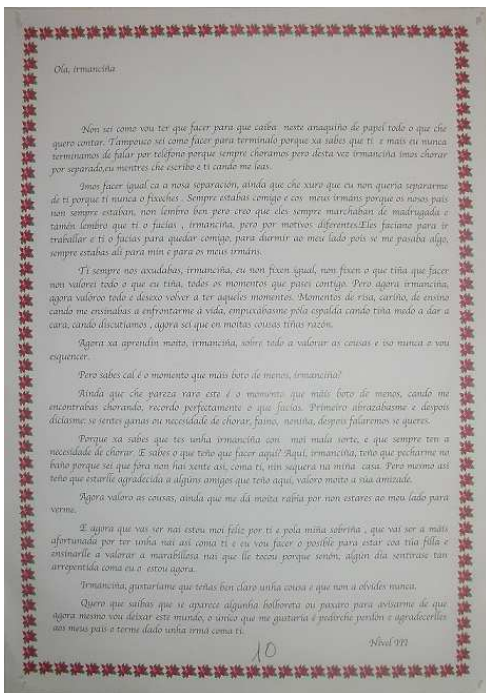 Ola, irmanciña
Non sei como vou ter que facer para que caiba neste anaquiño de papel todo o que che
quero contar. Tampouco sei como facer para terminalo porque xa sabes que ti e mais eu nunca
terminamos de falar por teléfono porque sempre choramos pero desta vez irmanciña imos chorar
por separado,eu mentres che escribo e ti cando me leas.
Imos facer igual ca a nosa separación, ainda que che xuro que eu non queria separarme
de ti porque ti nunca o fixeches . Sempre estabas comigo e cos meus irmáns porque os nosos pais
non sempre estaban, non lembro ben pero creo que eles sempre marchaban de madrugada e
tamén lembro que ti o facías , irmanciña, pero por motivos diferentes.Eles facíano para ir
traballar e ti o facías para quedar comigo, para durmir ao meu lado pois se me pasaba algo,
sempre estabas alí para min e para os meus irmáns.
Ti sempre nos axudabas, irmanciña, eu non fixen igual, non fixen o que tiña que facer
non valorei todo o que eu tiña, todos os momentos que pasei contigo. Pero agora irmanciña,
agora valoroo todo e desexo volver a ter aqueles momentos. Momentos de risa, cariño, de ensino
cando me ensinabas a enfrontarme á vida, empuxábasme pola espalda cando tiña medo a dar a
cara, cando discutíamos , agora sei que en moitas cousas tiñas razón.
Agora xa aprendín moito, irmanciña, sobre todo a valorar as cousas e iso nunca o vou
esquencer.
Pero sabes cal é o momento que máis boto de menos, irmanciña?
Ainda que che pareza raro este é o momento que máis boto de menos, cando me
encontrabas chorando, recordo perfectamente o que facías. Primeiro abrazábasme e despois
dicíasme: se sentes ganas ou necesidade de chorar, faino, neniña, despois falaremos se queres.
Porque xa sabes que tes unha irmanciña con moi mala sorte, e que sempre ten a
necesidade de chorar. E sabes o que teño que facer aquí? Aquí, irmanciña, teño que pecharme no
baño porque sei que fóra non hai xente así, coma ti, nin sequera na miña casa. Pero mesmo así
teño que estarlle agradecida a algúns amigos que teño aquí, valoro moito a súa amizade.
Agora valoro as cousas, ainda que me dá moita rabia por non estares ao meu lado para
verme.
E agora que vas ser nai estou moi feliz por ti e pola miña sobriña , que vai ser a máis
afortunada por ter unha nai así coma ti e eu vou facer o posible para estar coa túa filla e
ensinarlle a valorar a marabillosa nai que lle tocou porque senón, algún día sentirase tan
arrepentida coma eu o estou agora.
Irmanciña, gustaríame que teñas ben claro unha cousa e que non a olvides nunca.
Quero que saibas que se aparece algunha bolboreta ou páxaro para avisarme de que
agora mesmo vou deixar este mundo, o único que me gustaría é pedirche perdón e agradecerlles
aos meus pais o terme dado unha irmá coma ti.
Nivel III
10